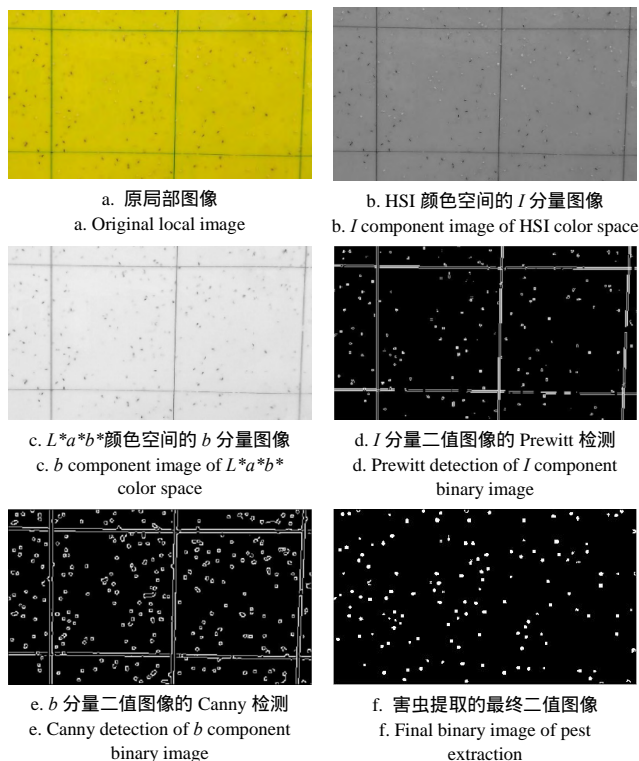 a. 原局部图像
a. Original local image
b. HSI 颜色空间的 I 分量图像
b. I component image of HSI color space
c. L*a*b*颜色空间的 b 分量图像
c. b component image of L*a*b*
color space
d. I 分量二值图像的 Prewitt 检测
d. Prewitt detection of I component
binary image
e. b 分量二值图像的 Canny 检测
e. Canny detection of b component
binary image
f. 害虫提取的最终二值图像
f. Final binary image of pest
extraction